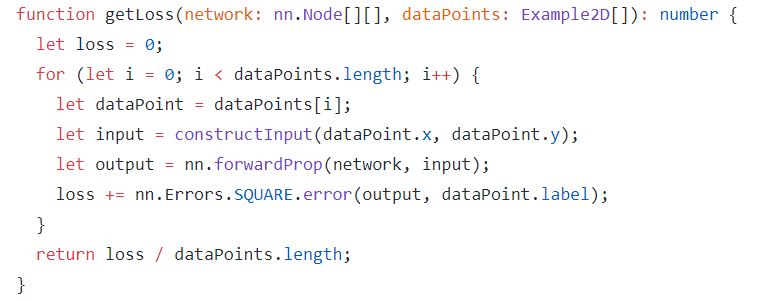 function getLoss(network: nn.Node[][], dataPoints: Example2D[]): number {
  let loss = 0;
  for (let i = 0; i < dataPoints.length; i++) {
    let dataPoint = dataPoints[i];
    let input = constructInput(dataPoint.x, dataPoint.y);
    let output = nn.forwardProp(network, input);
    loss += nn.Errors.SQUARE.error(output, dataPoint.label);
  }
  return loss / dataPoints.length;
}